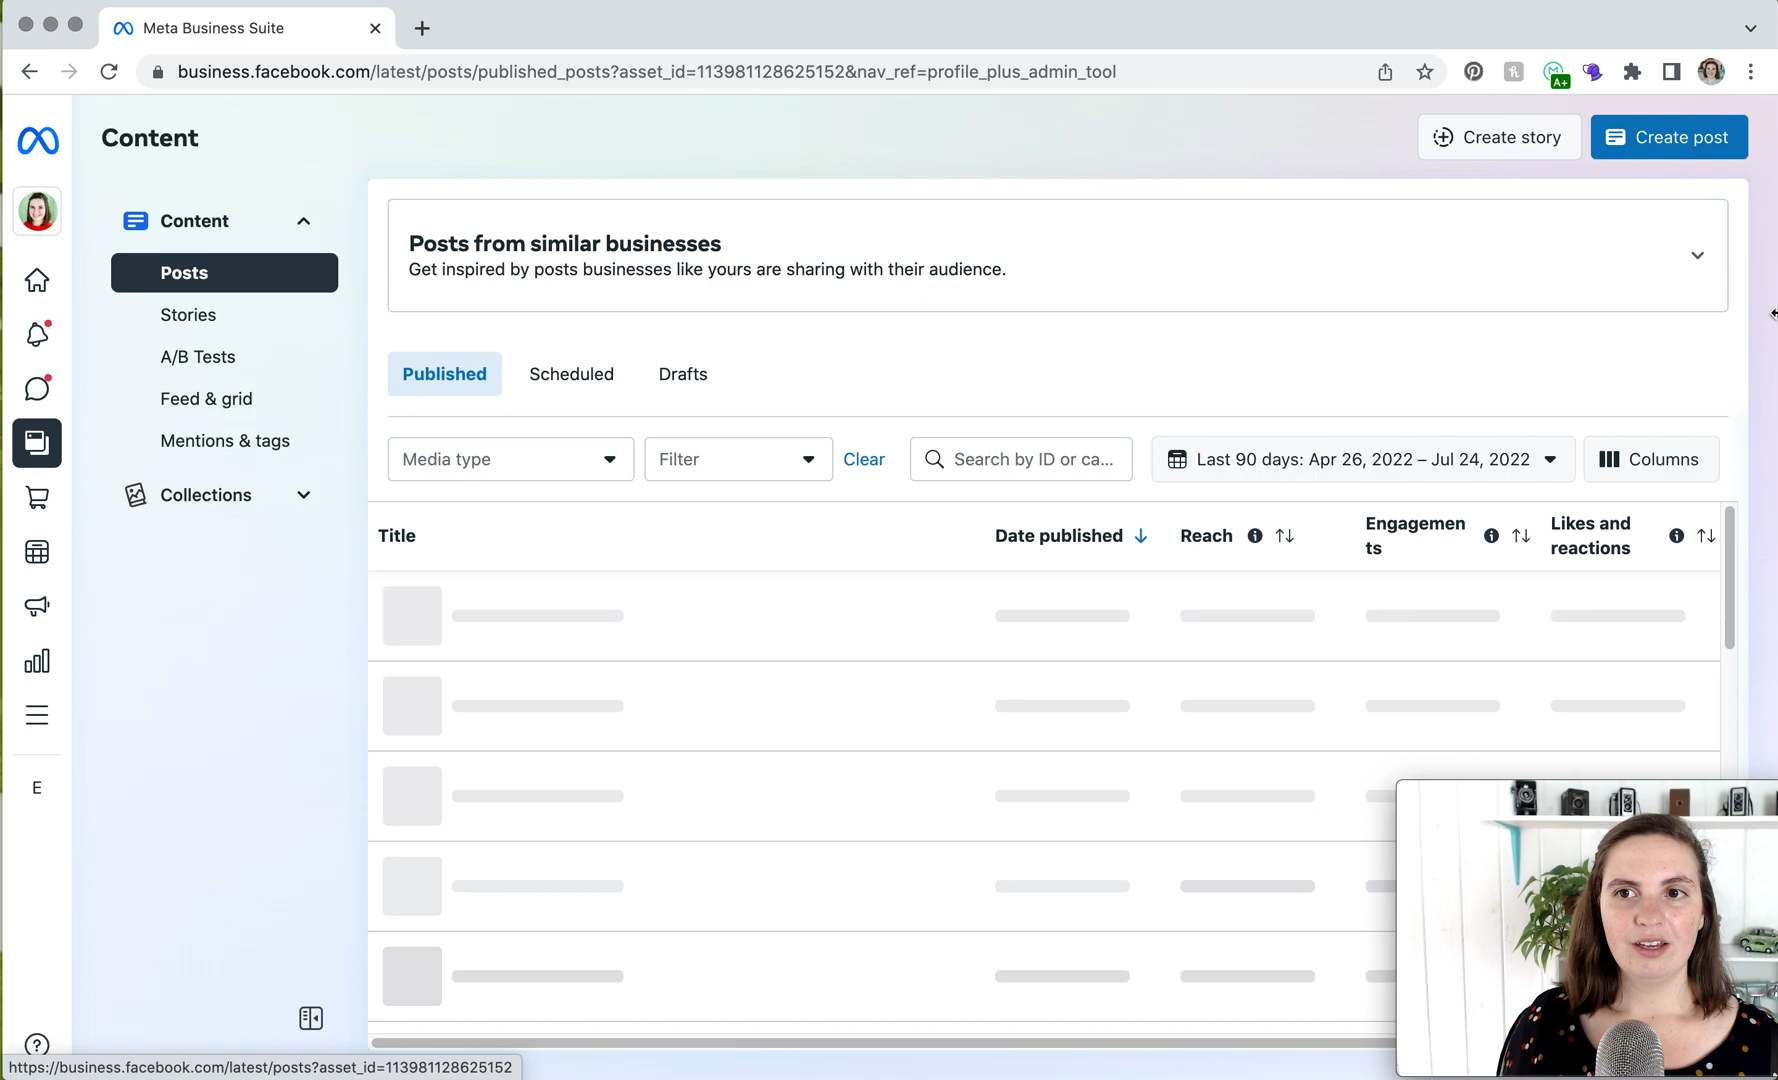 Meta Business Suite
business.facebook.com/latest/posts/published_posts?asset_id=113981128625152&nav_ref=profile_plus_admin_tool
A+
Content
Create story
Create post
Content
Posts
Stories
A/B Tests
Feed & grid
Mentions & tags
Collections
E
Posts from similar businesses
Get inspired by posts businesses like yours are sharing with their audience.
Published
Scheduled
Drafts
Media type
Filter
Clear
Search by ID or ca...
Last 90 days: Apr 26, 2022 – Jul 24, 2022
Columns
Title
Date published
Reach
Engagemen
ts
Likes and
reactions
https://business.facebook.com/latest/posts?asset_id=113981128625152